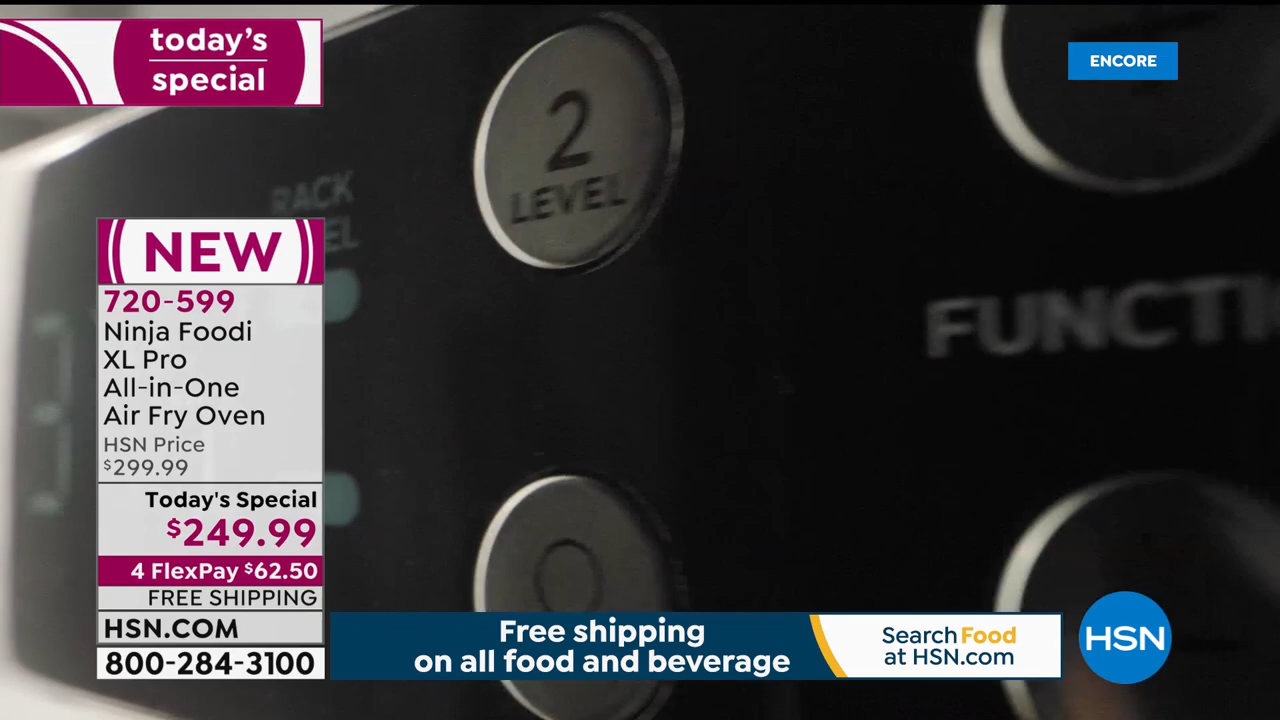 today's
special
ENCORE
2
LEVEL
RACK
NEW
720-599
Ninja Foodi
XL Pro
All-in-One
Air Fry Oven
HSN Price
$299.99
Today's Special
$249.99
4 FlexPay $62.50
FREE SHIPPING
HSN.COM
800-284-3100
FUNCTI
Free shipping
on all food and beverage
Search Food
at HSN.com
HSN